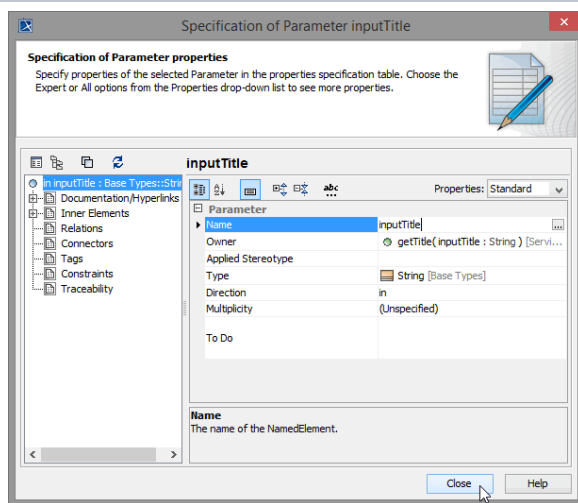 Specification of Parameter inputTitle
Specification of Parameter properties
Specify properties of the selected Parameter in the properties specification table. Choose the
Expert or All options from the Properties drop-down list to see more properties.
inputTitle
in inputTitle : Base Types::Stri
Documentation/Hyperlinks
Inner Elements
Relations
Connectors
Tags
Constraints
Traceability
Properties: Standard
Parameter
Name inputTitle ...
Owner getTitle( inputTitle : String ) [Servi...
Applied Stereotype
Type String [Base Types]
Direction in
Multiplicity (Unspecified)
To Do
Name
The name of the NamedElement.
Close Help